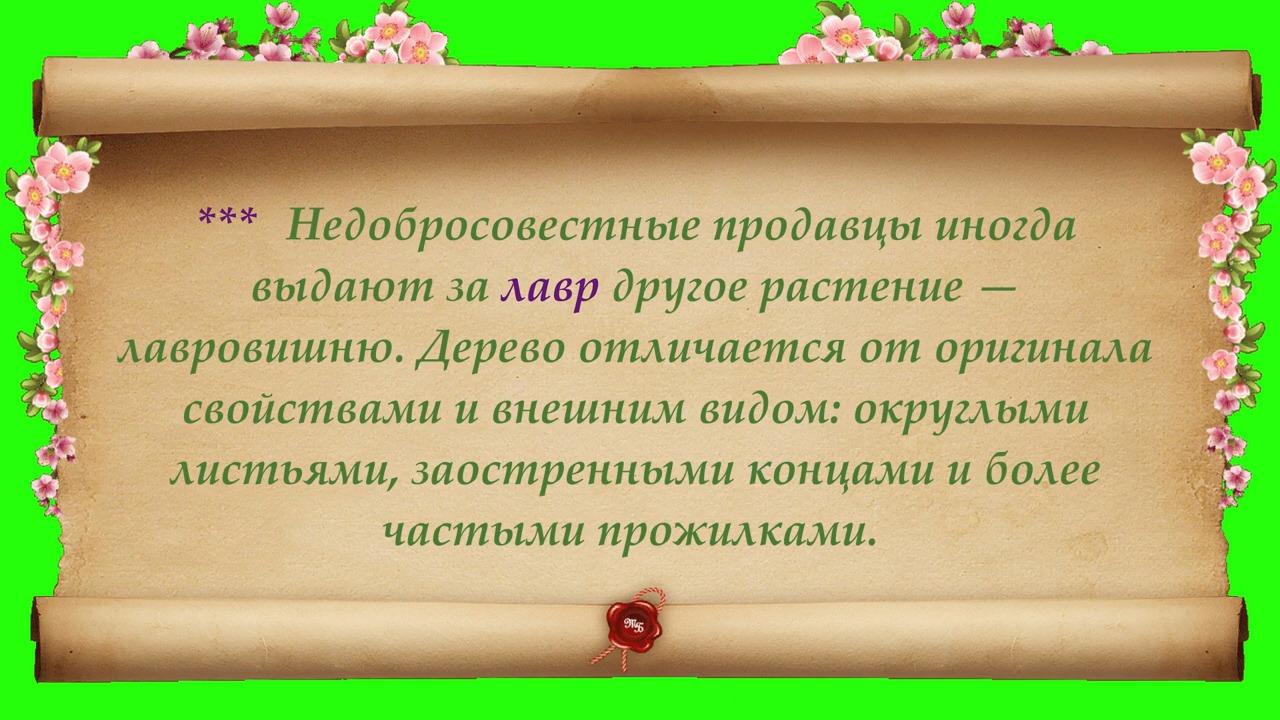 *** Недобросовестные продавцы иногда
выдают за лавр другое растение —
лавровишню. Дерево отличается от оригинала
свойствами и внешним видом: округлыми
листьями, заостренными концами и более
частыми прожилками.
ТБ